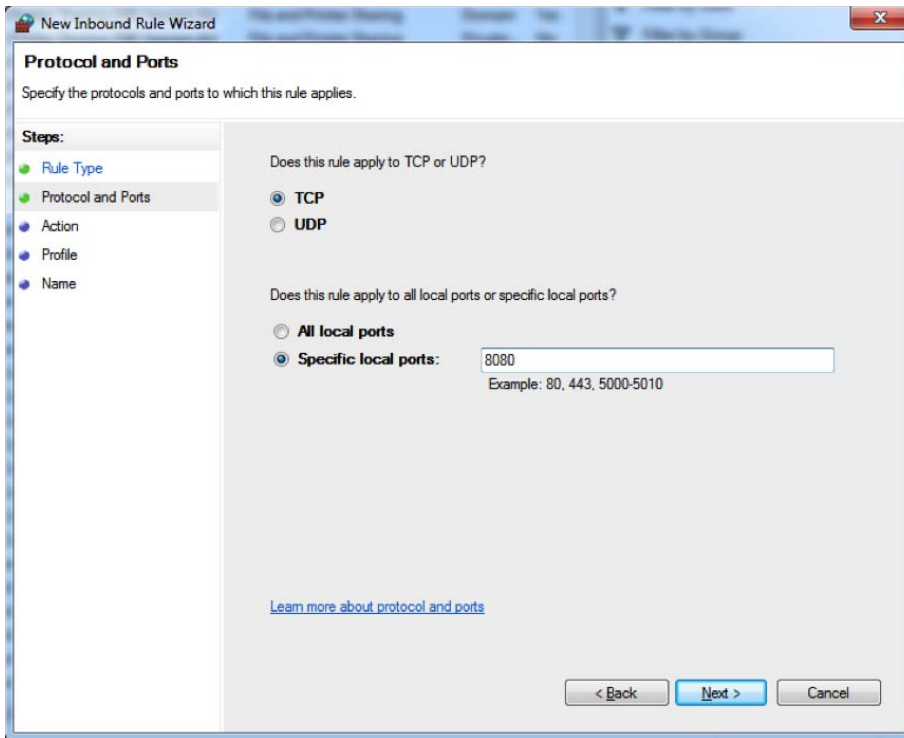 New Inbound Rule Wizard
Protocol and Ports
Specify the protocols and ports to which this rule applies.
Steps:
Rule Type
Protocol and Ports
Action
Profile
Name
Does this rule apply to TCP or UDP?
TCP
UDP
Does this rule apply to all local ports or specific local ports?
All local ports
Specific local ports:
8080
Example: 80, 443, 5000-5010
Learn more about protocol and ports
< Back
Next >
Cancel